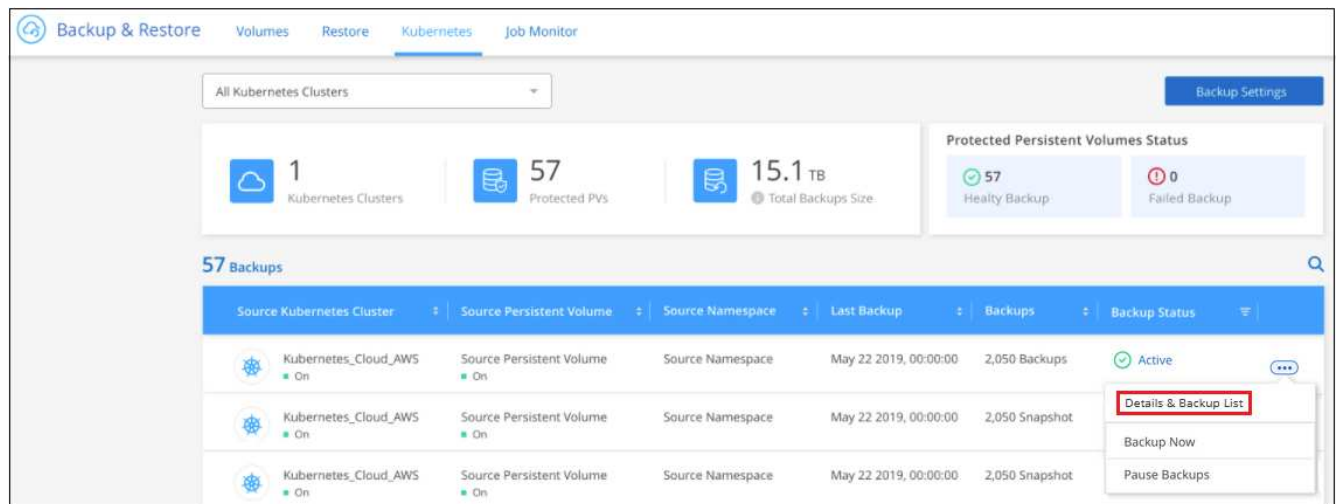 Backup & Restore Volumes Restore Kubernetes Job Monitor
All Kubernetes Clusters
Backup Settings
1
Kubernetes Clusters
57
Protected PVs
15.1 TB
Total Backups Size
Protected Persistent Volumes Status
57
Healty Backup
0
Failed Backup
57 Backups
Source Kubernetes Cluster Source Persistent Volume Source Namespace Last Backup Backups Backup Status
Kubernetes_Cloud_AWS Source Persistent Volume Source Namespace May 22 2019, 00:00:00 2,050 Backups Active
On On
Details & Backup List
Kubernetes_Cloud_AWS Source Persistent Volume Source Namespace May 22 2019, 00:00:00 2,050 Snapshot
On On
Backup Now
Kubernetes_Cloud_AWS Source Persistent Volume Source Namespace May 22 2019, 00:00:00 2,050 Snapshot
On On
Pause Backups